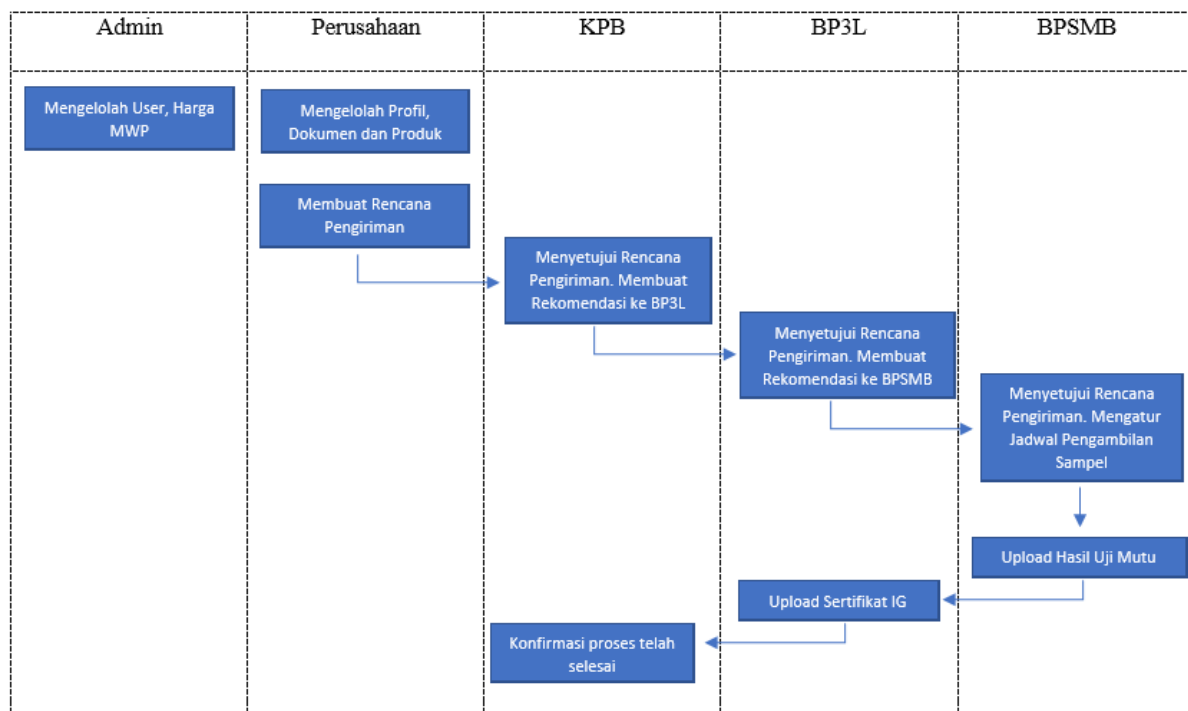 Admin
Perusahaan
KPB
BP3L
BPSMB
Mengelolah User, Harga
MWP
Mengelolah Profil,
Dokumen dan Produk
Membuat Rencana
Pengiriman
Menyetujui Rencana
Pengiriman. Membuat
Rekomendasi ke BP3L
Menyetujui Rencana
Pengiriman. Membuat
Rekomendasi ke BPSMB
Menyetujui Rencana
Pengiriman. Mengatur
Jadwal Pengambilan
Sampel
Upload Hasil Uji Mutu
Upload Sertifikat IG
Konfirmasi proses telah
selesai